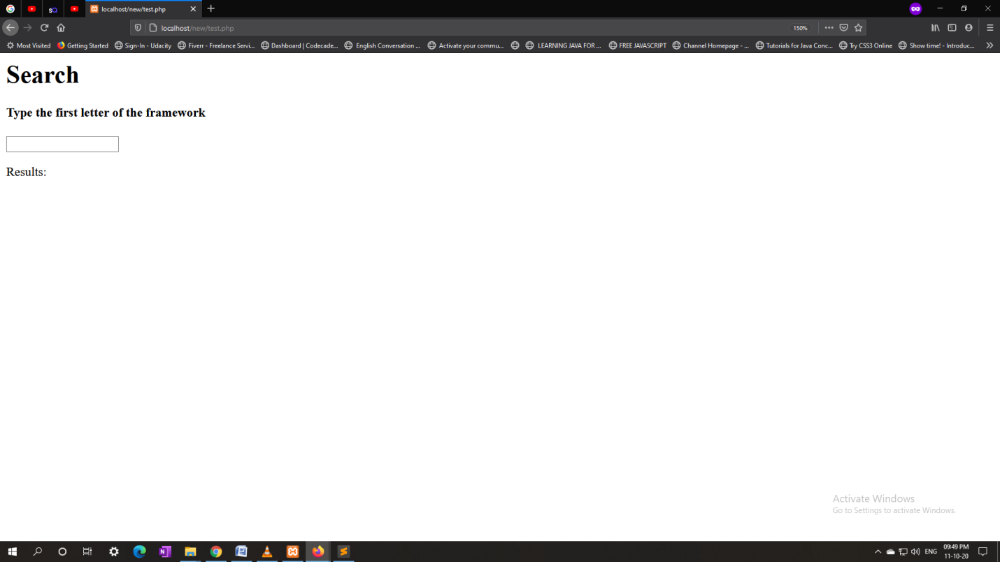 localhost/new/test.php
localhost/new/test.php
150%
Most Visited
Getting Started
Sign-In - Udacity
Fiverr - Freelance Servi...
Dashboard | Codecade...
English Conversation ...
Activate your commu...
LEARNING JAVA FOR ...
FREE JAVASCRIPT
Channel Homepage - ...
Tutorials for Java Conc...
Try CSS3 Online
Show time! - Introduc...
Search
Type the first letter of the framework
Results:
Activate Windows
Go to Settings to activate Windows.
ENG
09:49 PM
11-10-20